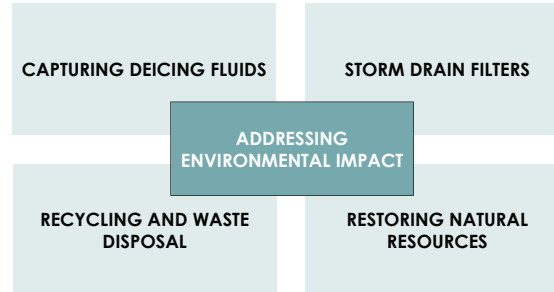 CAPTURING DEICING FLUIDS
STORM DRAIN FILTERS
ADDRESSING
ENVIRONMENTAL IMPACT
RECYCLING AND WASTE
DISPOSAL
RESTORING NATURAL
RESOURCES